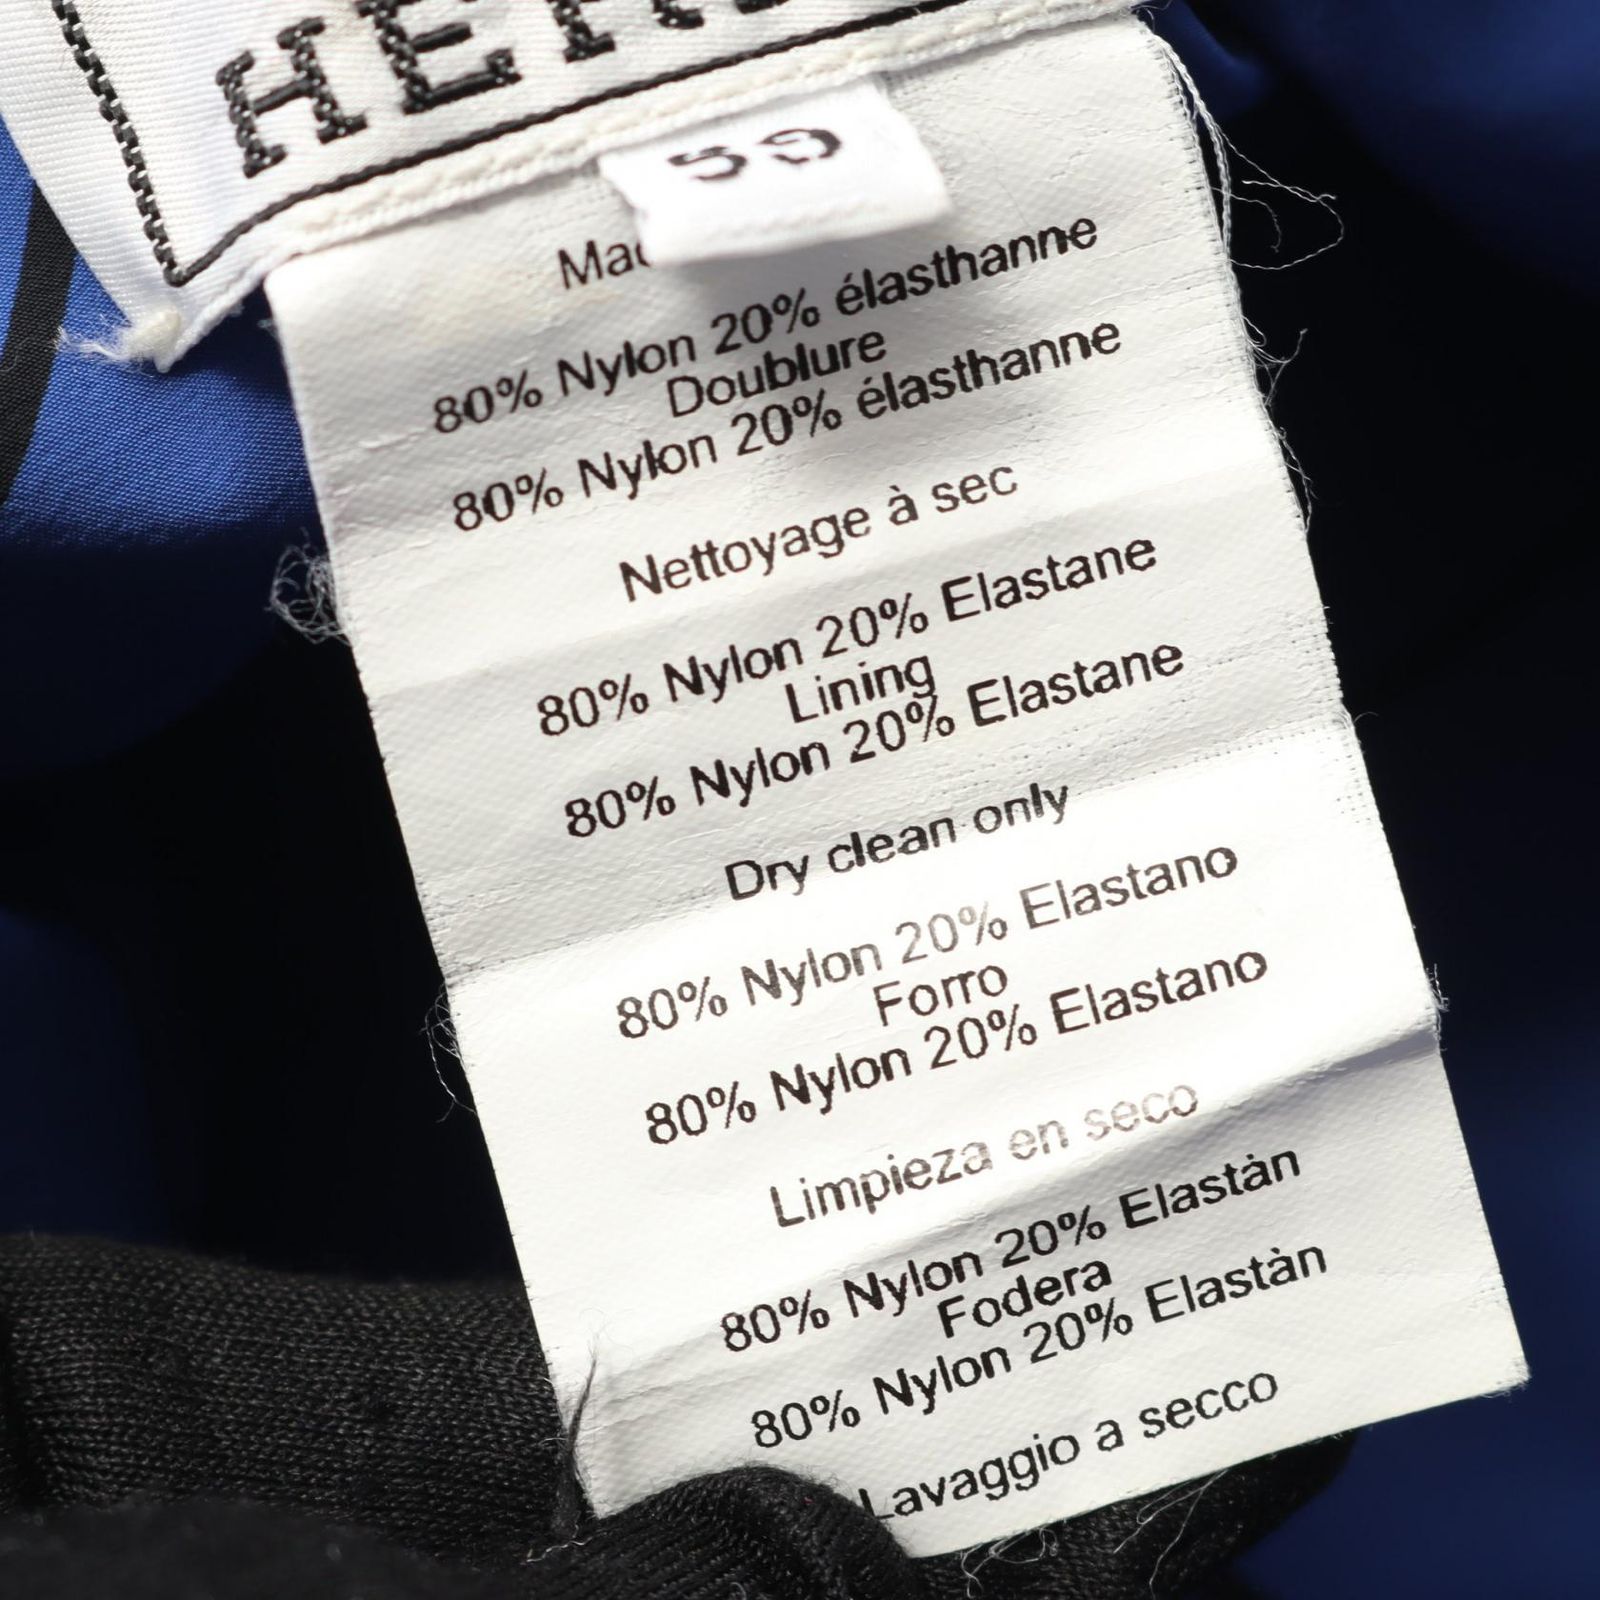 80% Nylon 20% élasthanne
Doublure
80% Nylon 20% élasthanne
Nettoyage à sec
80% Nylon 20% Elastane
Lining
80% Nylon 20% Elastane
Dry clean only
80% Nylon 20% Elastano
Forro
80% Nylon 20% Elastano
Limpieza en seco
80% Nylon 20% Elastàn
Fodera
80% Nylon 20% Elastàn
Lavaggio a secco